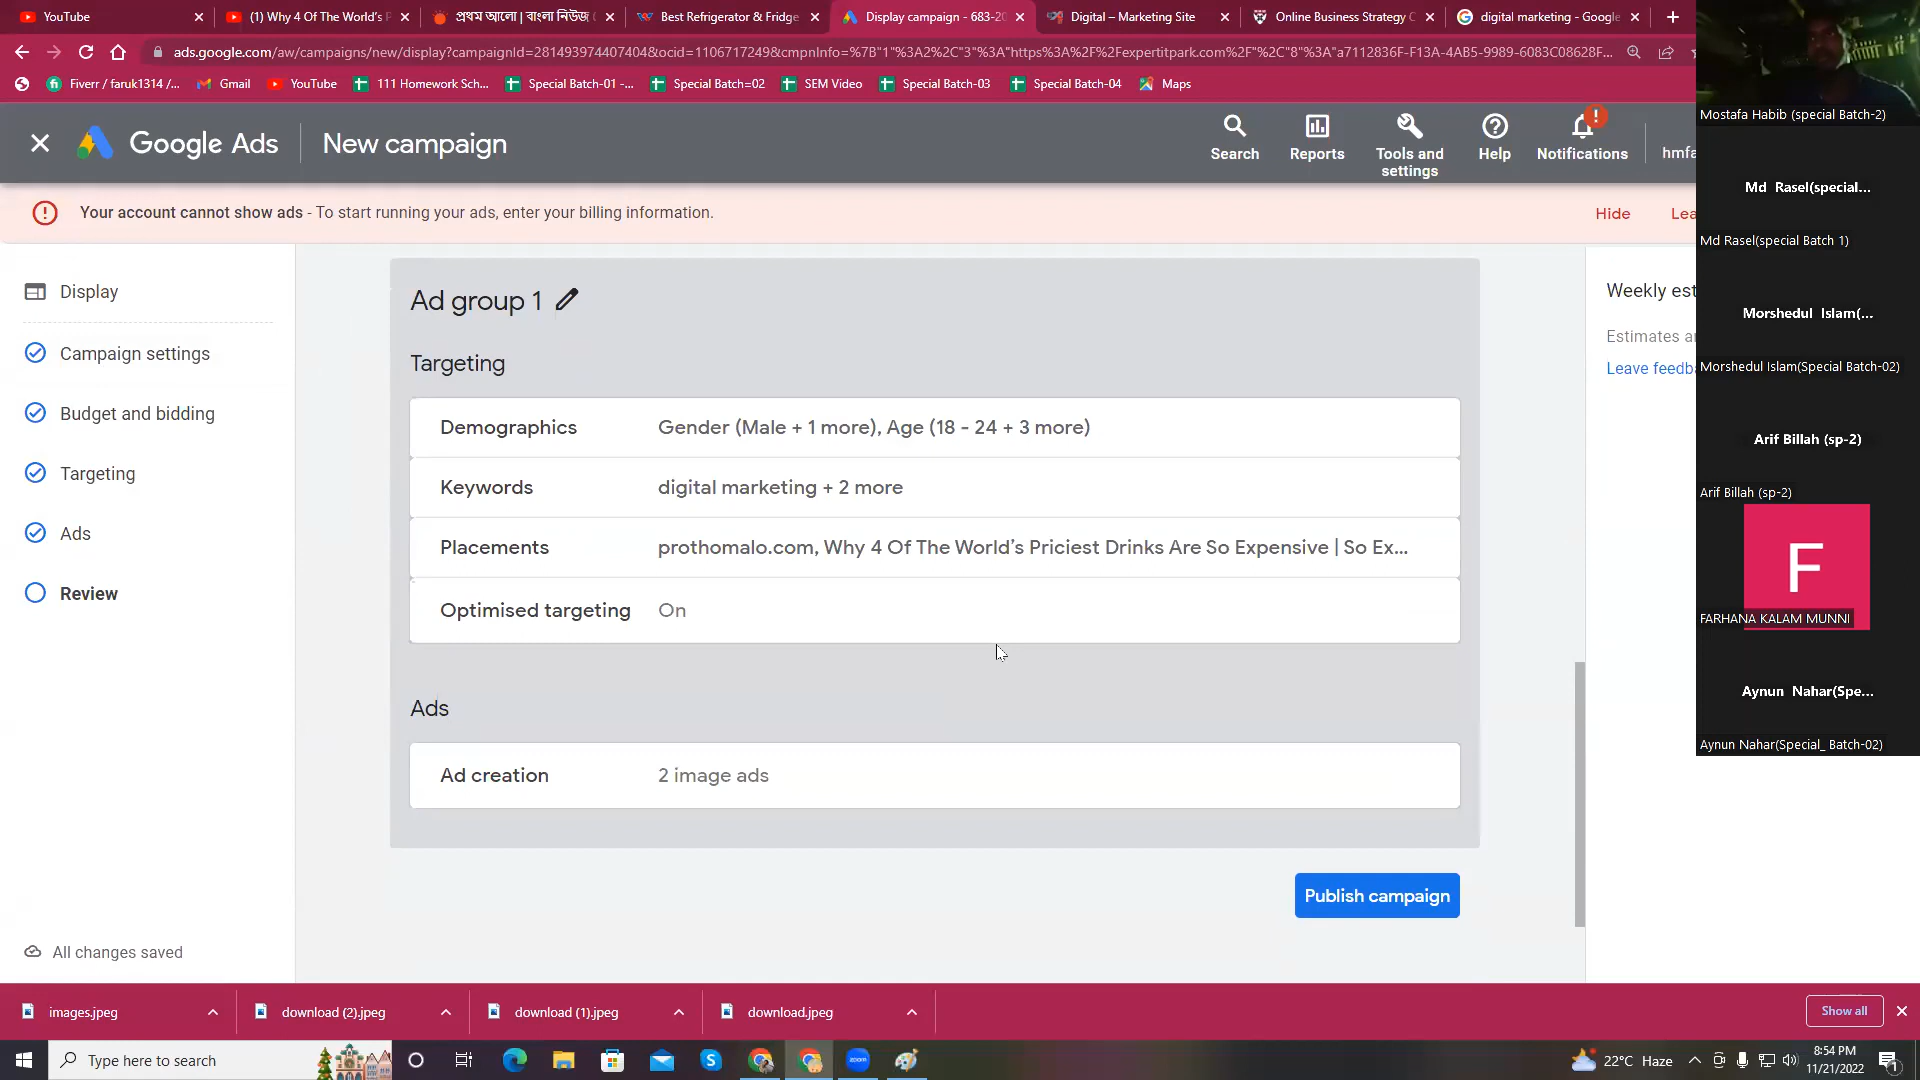 YouTube
(1) Why 4 Of The World's P
প্রথম আলো | বাংলা নিউজ
Best Refrigerator & Fridge
Display campaign - 683-20
Digital – Marketing Site
Online Business Strategy C
digital marketing - Google
ads.google.com/aw/campaigns/new/display?campaignId=281493974407404&ocid=1106717249&cmpnInfo=%7B"1"%3A2%2C"3"%3A"https%3A%2F%2Fexpertitpark.com%2F"%2C"8"%3A"a7112836F-F13A-4AB5-9989-6083C08628F...
Fiverr / faruk1314 /...
Gmail
YouTube
111 Homework Sch...
Special Batch-01 -...
Special Batch=02
SEM Video
Special Batch-03
Special Batch-04
Maps
Google Ads
New campaign
Search
Reports
Tools and settings
Help
Notifications
hmfa
Your account cannot show ads - To start running your ads, enter your billing information.
Hide
Lea
Display
Campaign settings
Budget and bidding
Targeting
Ads
Review
All changes saved
Ad group 1
Targeting
Demographics Gender (Male + 1 more), Age (18 - 24 + 3 more)
Keywords digital marketing + 2 more
Placements prothomalo.com, Why 4 Of The World's Priciest Drinks Are So Expensive | So Ex...
Optimised targeting On
Ads
Ad creation 2 image ads
Publish campaign
Weekly est
Estimates a
Leave feedb
Mostafa Habib (special Batch-2)
Md Rasel(special...
Md Rasel(special Batch 1)
Morshedul Islam(...
Morshedul Islam(Special Batch-02)
Arif Billah (sp-2)
Arif Billah (sp-2)
F
FARHANA KALAM MUNNI
Aynun Nahar(Spe...
Aynun Nahar(Special_ Batch-02)
images.jpeg
download (2).jpeg
download (1).jpeg
download.jpeg
Show all
Type here to search
zoom
22°C Haze
8:54 PM
11/21/2022
1